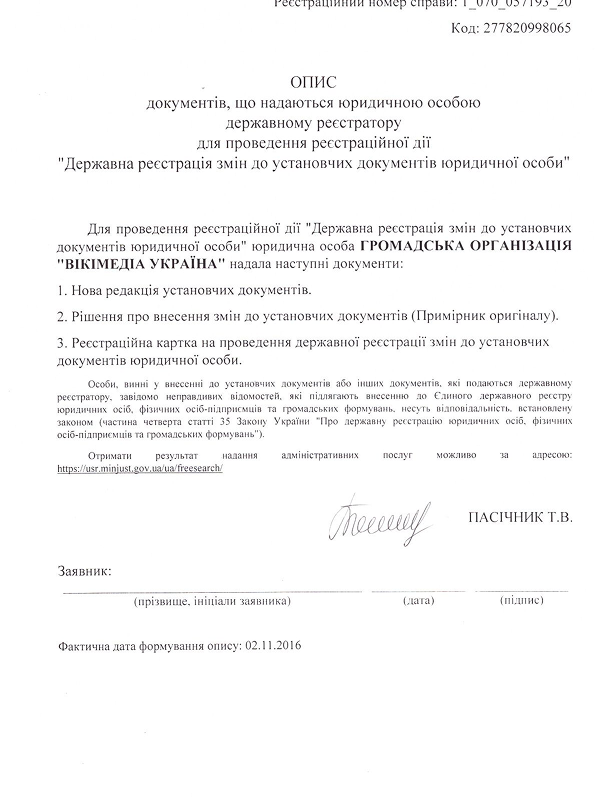 Реєстраційний номер справи: 1_070_057193_20
Код: 277820998065
ОПИС
документів, що надаються юридичною особою
державному реєстратору
для проведення реєстраційної дії
"Державна реєстрація змін до установчих документів юридичної особи"
Для проведення реєстраційної дії "Державна реєстрація змін до установчих
документів юридичної особи" юридична особа ГРОМАДСЬКА ОРГАНІЗАЦІЯ
"ВІКІМЕДІА УКРАЇНА" надала наступні документи:
1. Нова редакція установчих документів.
2. Рішення про внесення змін до установчих документів (Примірник оригіналу).
3. Реєстраційна картка на проведення державної реєстрації змін до установчих
документів юридичної особи.
Особи, винні у внесенні до установчих документів або інших документів, які подаються державному
реєстратору, завідомо неправдивих відомостей, які підлягають внесенню до Єдиного державного реєстру
юридичних осіб, фізичних осіб-підприємців та громадських формувань, несуть відповідальність, встановлену
законом (частина четверта статті 35 Закону України "Про державну реєстрацію юридичних осіб, фізичних
осіб-підприємців та громадських формувань").
Отримати результат надання адміністративних послуг можливо за адресою:
https://usr.minjust.gov.ua/ua/freesearch/
ПАСІЧНИК Т.В.
Заявник:
(прізвище, ініціали заявника) (дата) (підпис)
Фактична дата формування опису: 02.11.2016